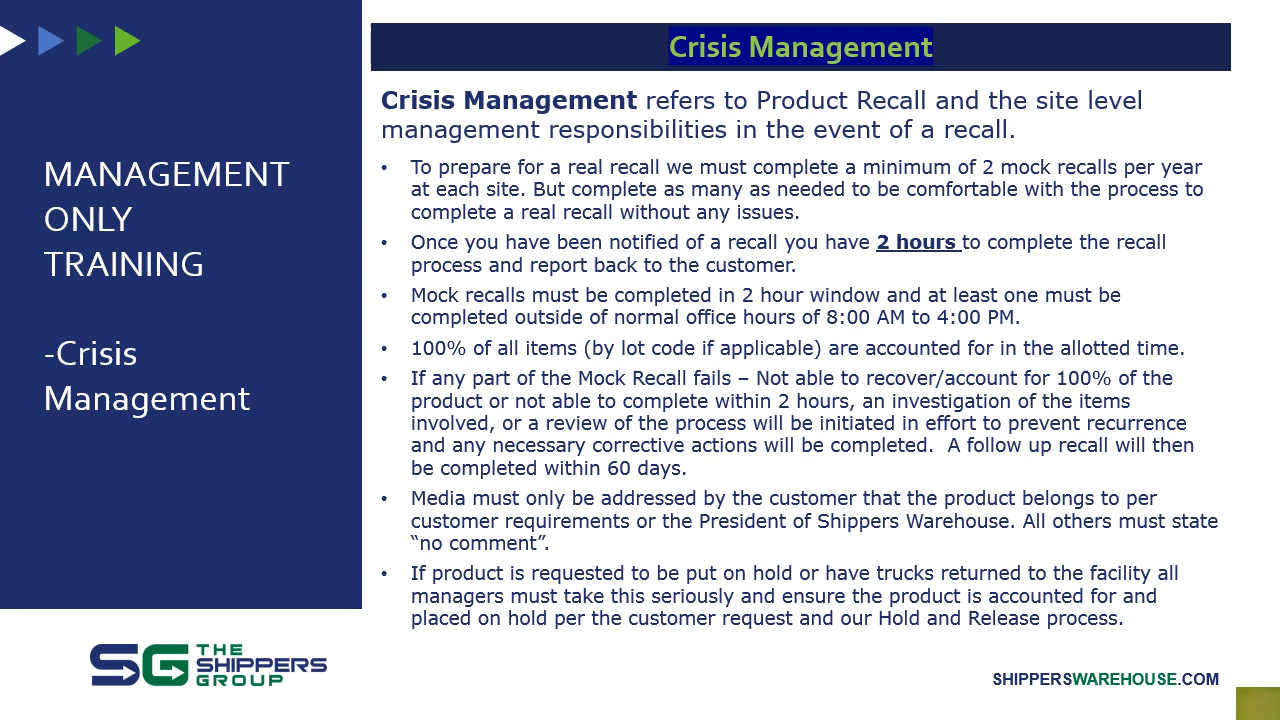 MANAGEMENT
ONLY
TRAINING
-Crisis
Management
Crisis Management
Crisis Management refers to Product Recall and the site level
management responsibilities in the event of a recall.
• To prepare for a real recall we must complete a minimum of 2 mock recalls per year
at each site. But complete as many as needed to be comfortable with the process to
complete a real recall without any issues.
• Once you have been notified of a recall you have 2 hours to complete the recall
process and report back to the customer.
• Mock recalls must be completed in 2 hour window and at least one must be
completed outside of normal office hours of 8:00 AM to 4:00 PM.
• 100% of all items (by lot code if applicable) are accounted for in the allotted time.
• If any part of the Mock Recall fails – Not able to recover/account for 100% of the
product or not able to complete within 2 hours, an investigation of the items
involved, or a review of the process will be initiated in effort to prevent recurrence
and any necessary corrective actions will be completed.  A follow up recall will then
be completed within 60 days.
• Media must only be addressed by the customer that the product belongs to per
customer requirements or the President of Shippers Warehouse. All others must state
“no comment”.
• If product is requested to be put on hold or have trucks returned to the facility all
managers must take this seriously and ensure the product is accounted for and
placed on hold per the customer request and our Hold and Release process.
SG THE
SHIPPERS
GROUP
SHIPPERSWAREHOUSE.COM